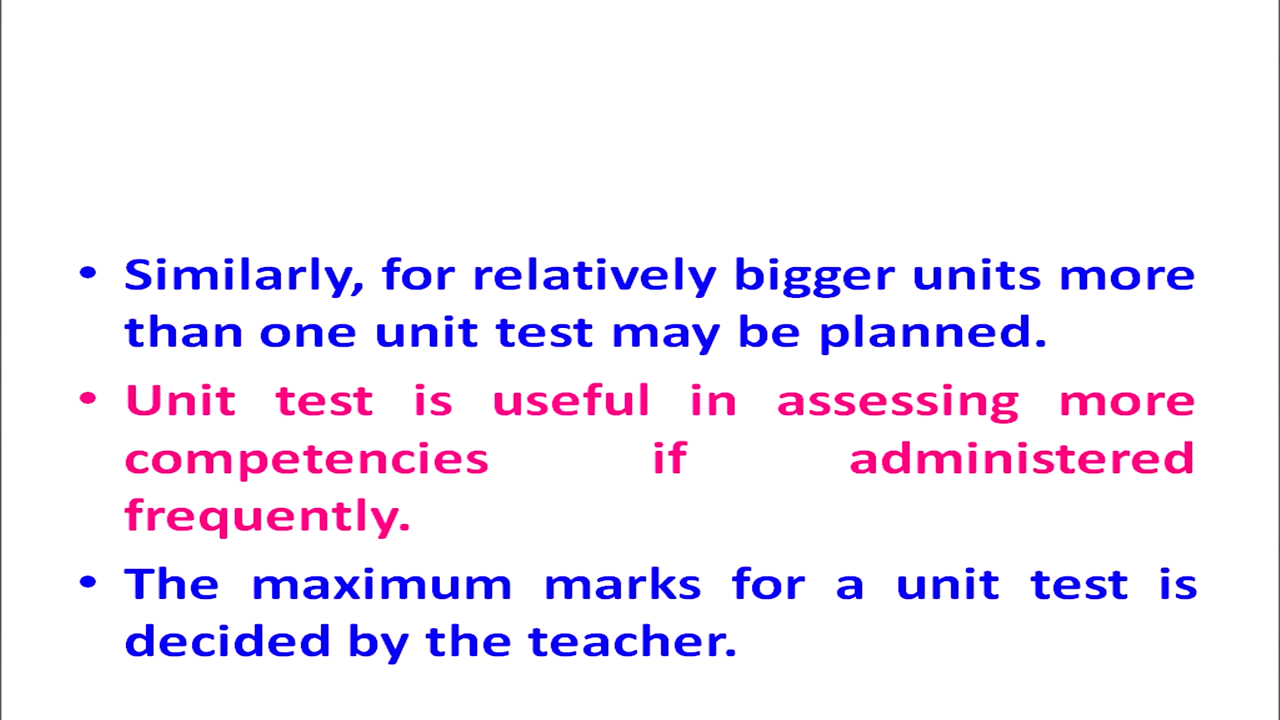 • Similarly, for relatively bigger units more
than one unit test may be planned.
• Unit test is useful in assessing more
competencies if administered
frequently.
• The maximum marks for a unit test is
decided by the teacher.